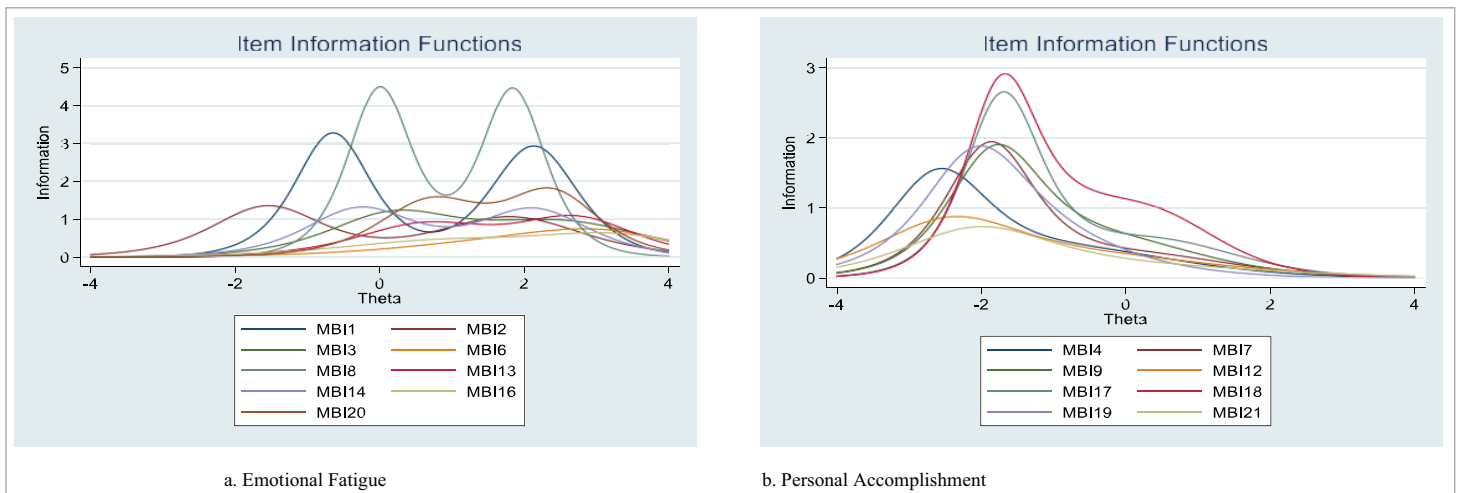 Item Information Functions
5
4
3
2
1
0
Information
-4 -2 0 2 4
Theta
MBI1 MBI2
MBI3 MBI6
MBI8 MBI13
MBI14 MBI16
MBI20
a. Emotional Fatigue
Item Information Functions
3
2
1
0
Information
-4 -2 0 2 4
Theta
MBI4 MBI7
MBI9 MBI12
MBI17 MBI18
MBI19 MBI21
b. Personal Accomplishment